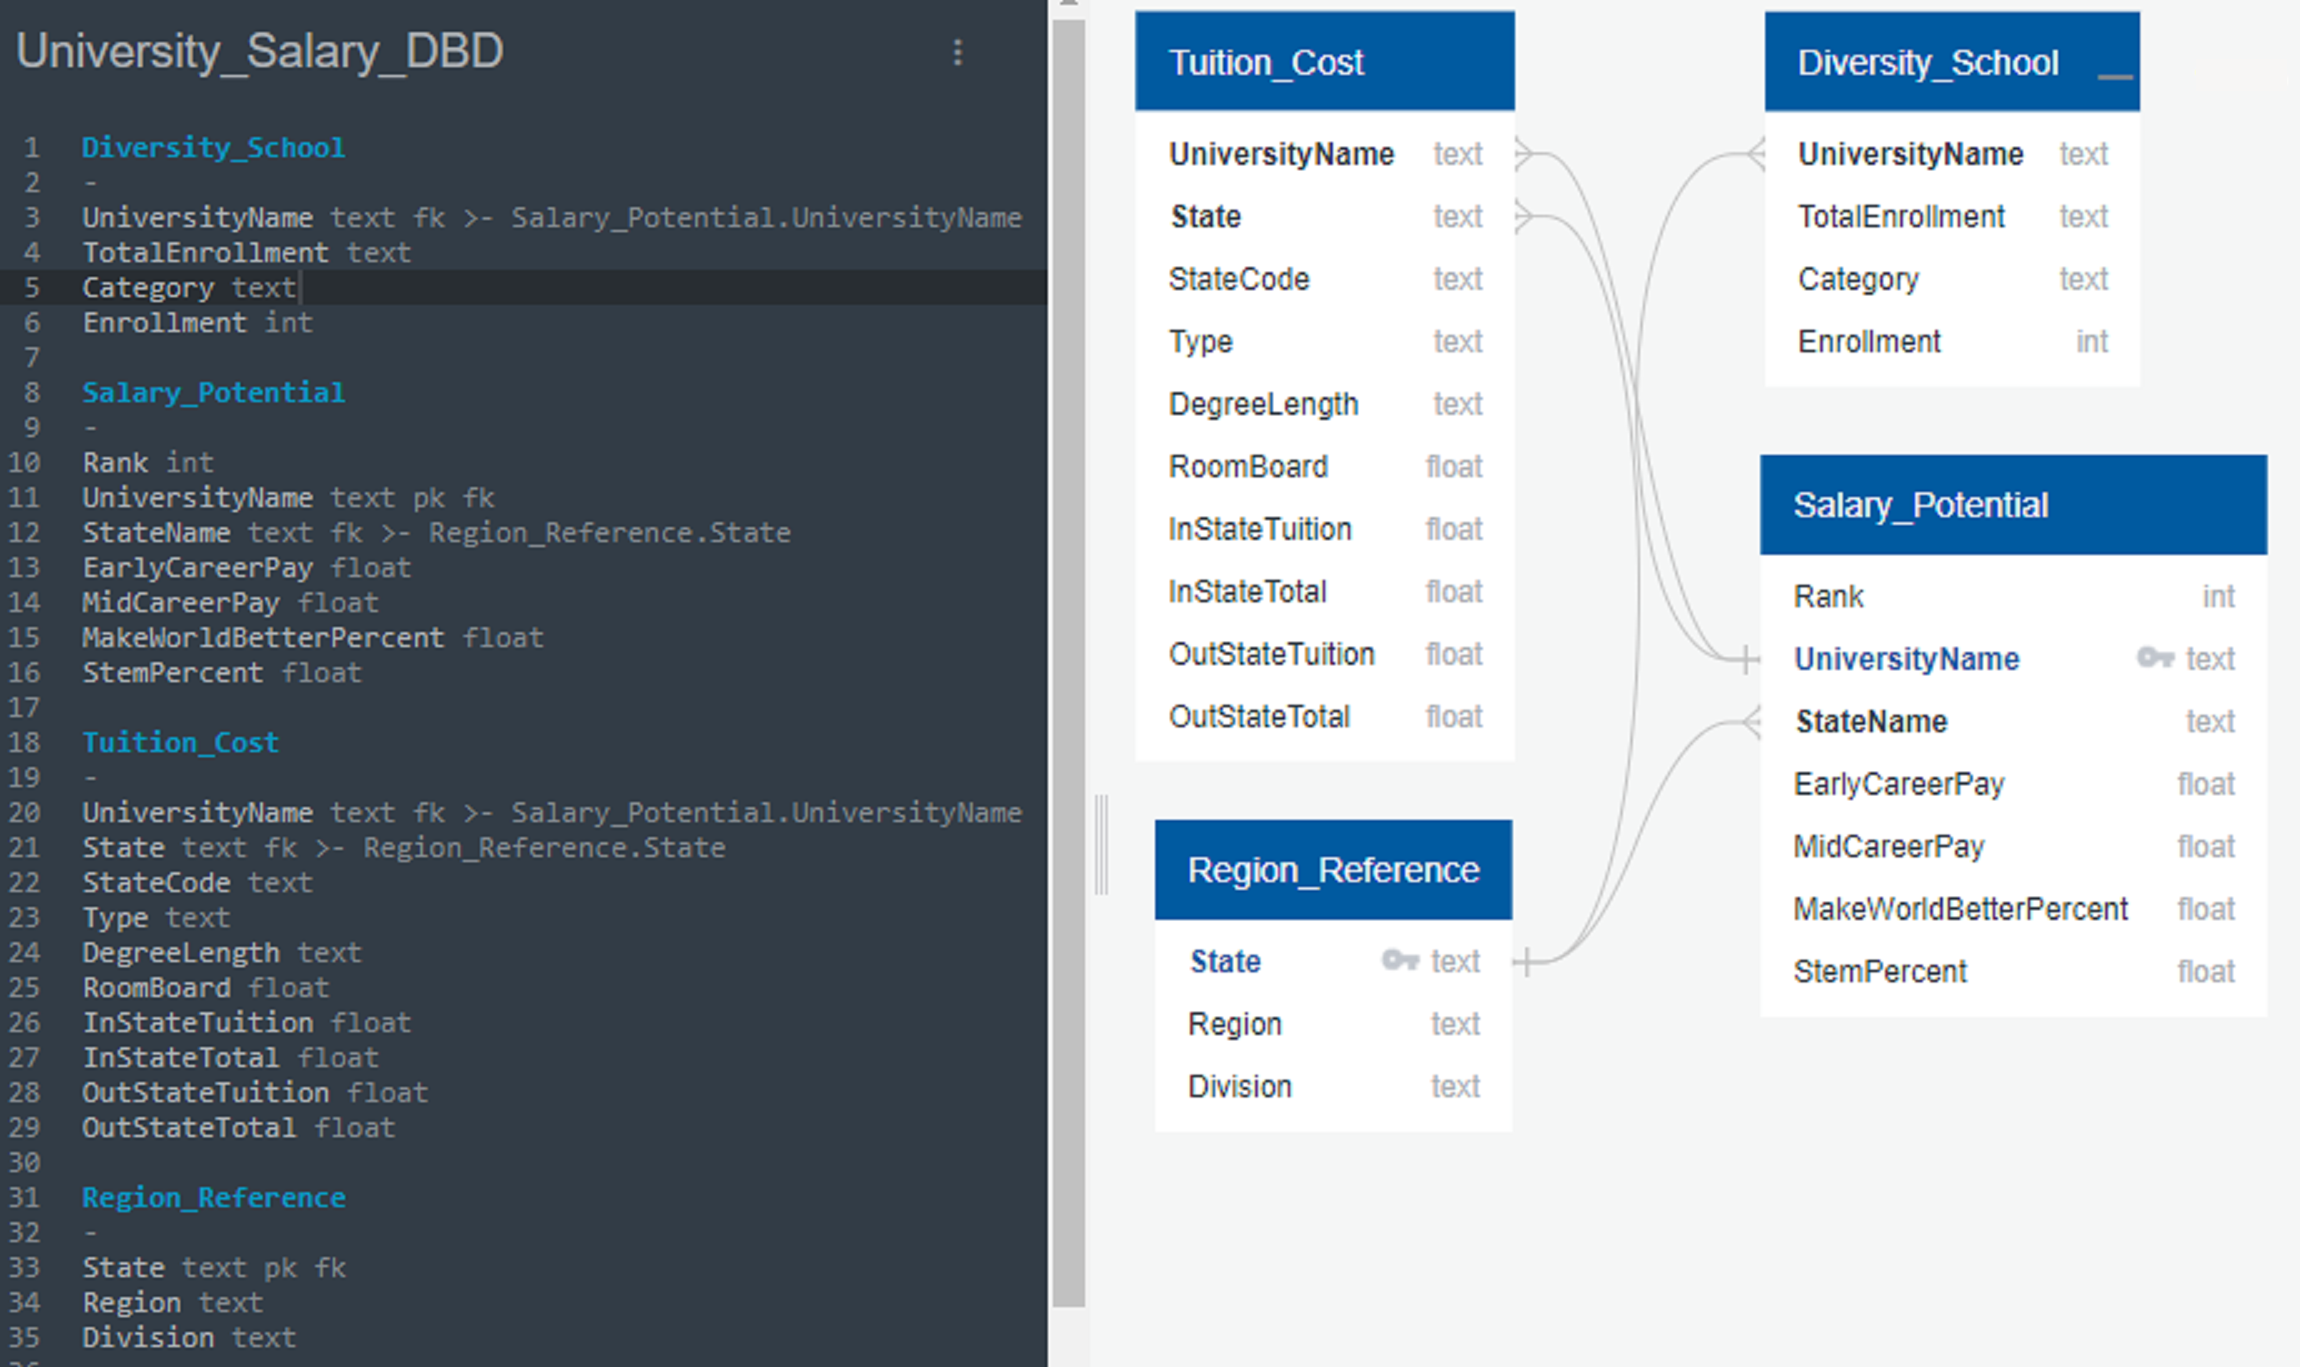 University_Salary_DBD
1 Diversity_School
2 -
3 UniversityName text fk >- Salary_Potential.UniversityName
4 TotalEnrollment text
5 Category text
6 Enrollment int
7
8 Salary_Potential
9 -
10 Rank int
11 UniversityName text pk fk
12 StateName text fk >- Region_Reference.State
13 EarlyCareerPay float
14 MidCareerPay float
15 MakeWorldBetterPercent float
16 StemPercent float
17
18 Tuition_Cost
19 -
20 UniversityName text fk >- Salary_Potential.UniversityName
21 State text fk >- Region_Reference.State
22 StateCode text
23 Type text
24 DegreeLength text
25 RoomBoard float
26 InStateTuition float
27 InStateTotal float
28 OutStateTuition float
29 OutStateTotal float
30
31 Region_Reference
32 -
33 State text pk fk
34 Region text
35 Division text
Tuition_Cost
UniversityName text
State text
StateCode text
Type text
DegreeLength text
RoomBoard float
InStateTuition float
InStateTotal float
OutStateTuition float
OutStateTotal float
Diversity_School
UniversityName text
TotalEnrollment text
Category text
Enrollment int
Salary_Potential
Rank int
UniversityName text
StateName text
EarlyCareerPay float
MidCareerPay float
MakeWorldBetterPercent float
StemPercent float
Region_Reference
State text
Region text
Division text